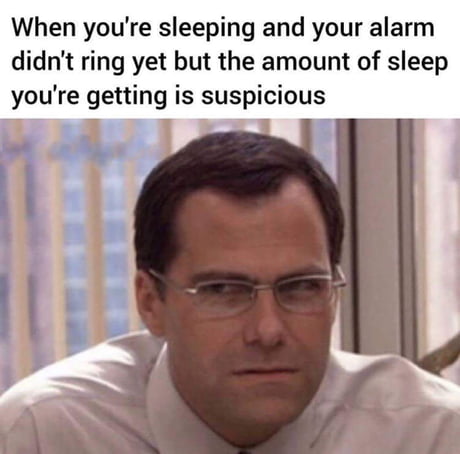 When you're sleeping and your alarm
didn't ring yet but the amount of sleep
you're getting is suspicious